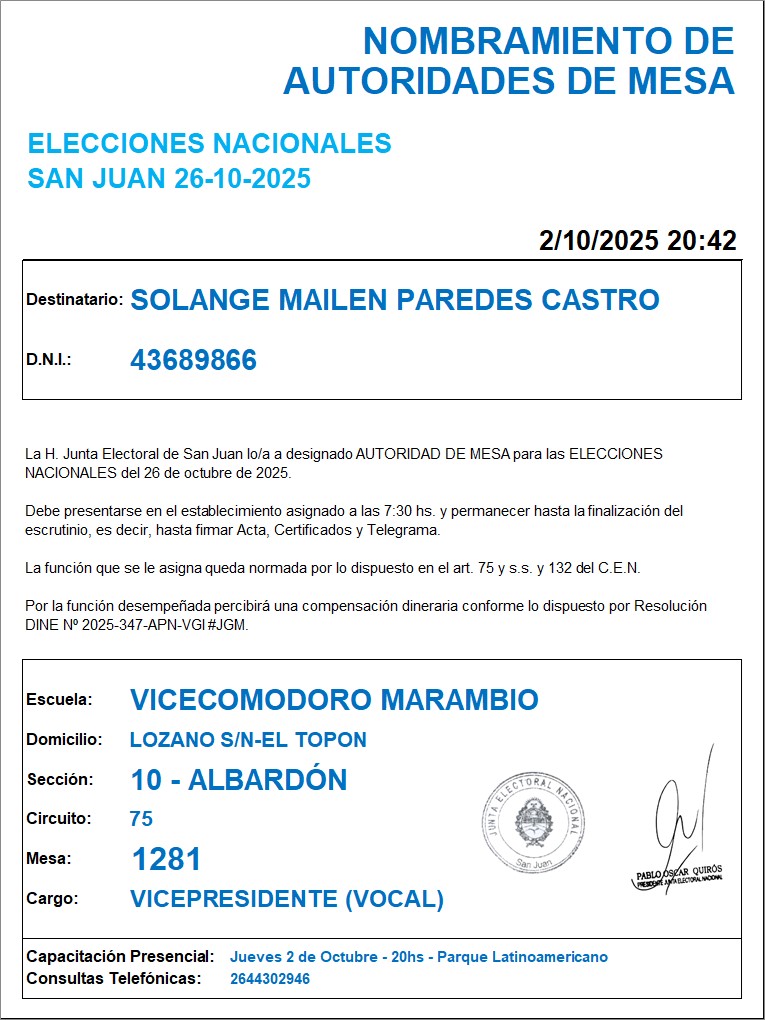 NOMBRAMIENTO DE
AUTORIDADES DE MESA
ELECCIONES NACIONALES
SAN JUAN 26-10-2025
2/10/2025 20:42
Destinatario: SOLANGE MAILEN PAREDES CASTRO
D.N.I.: 43689866
La H. Junta Electoral de San Juan lo/a a designado AUTORIDAD DE MESA para las ELECCIONES
NACIONALES del 26 de octubre de 2025.
Debe presentarse en el establecimiento asignado a las 7:30 hs. y permanecer hasta la finalización del
escrutinio, es decir, hasta firmar Acta, Certificados y Telegrama.
La función que se le asigna queda normada por lo dispuesto en el art. 75 y s.s. y 132 del C.E.N.
Por la función desempeñada percibirá una compensación dineraria conforme lo dispuesto por Resolución
DINE Nº 2025-347-APN-VGI#JGM.
Escuela: VICECOMODORO MARAMBIO
Domicilio: LOZANO S/N-EL TOPON
Sección: 10 - ALBARDÓN
Circuito: 75
Mesa: 1281
Cargo: VICEPRESIDENTE (VOCAL)
JUNTA ELECTORAL NACIONAL
San Juan
PABLO OSCAR QUIRÓS
PRESIDENTE JUNTA ELECTORAL NACIONAL
Capacitación Presencial: Jueves 2 de Octubre - 20hs - Parque Latinoamericano
Consultas Telefónicas: 2644302946